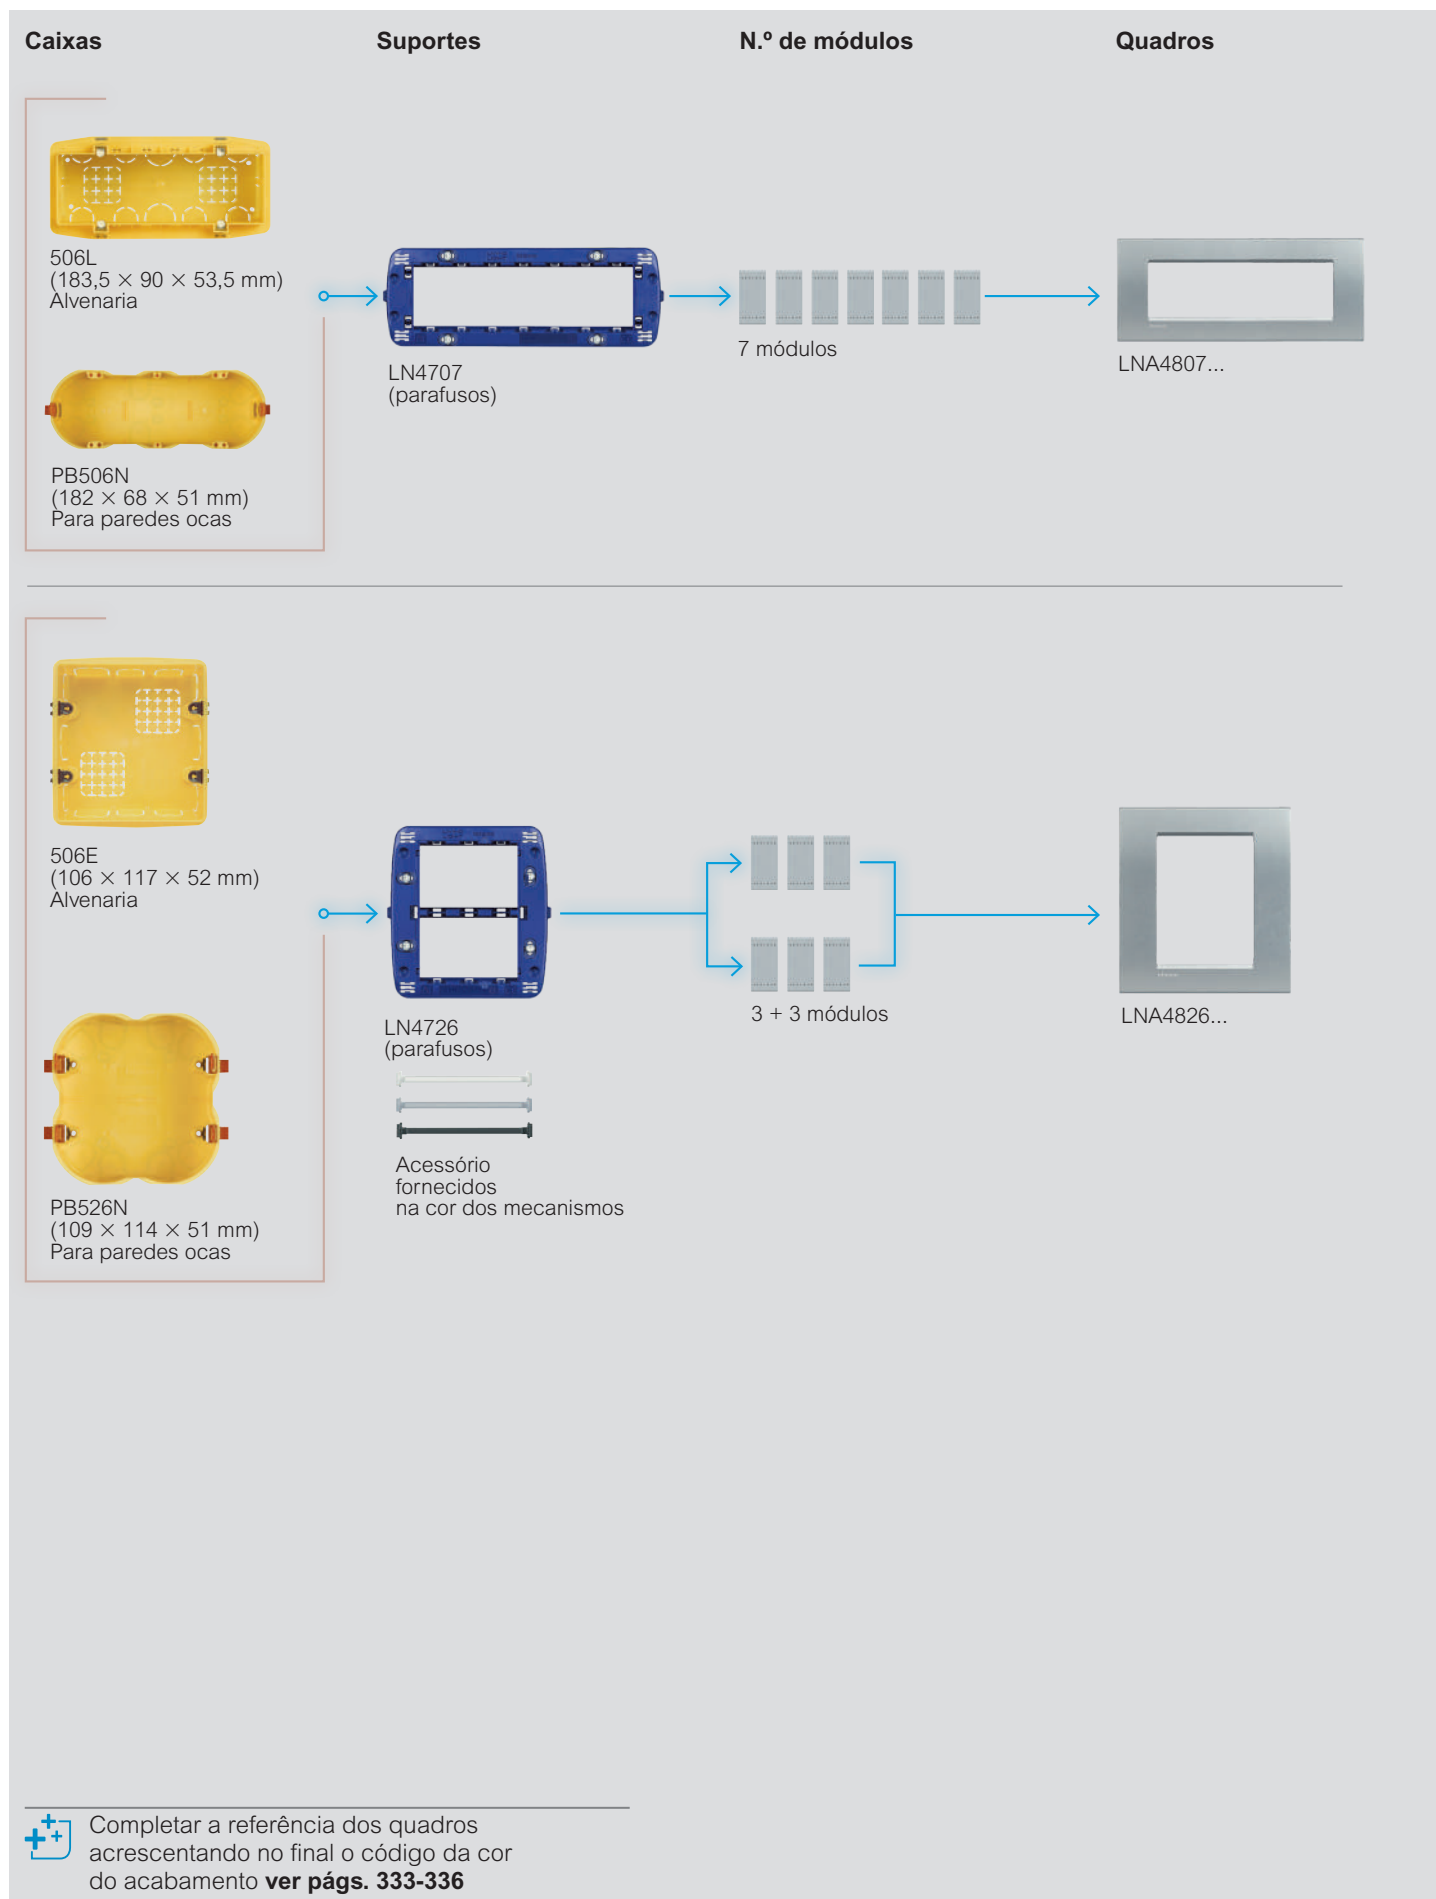 Caixas
Suportes
N.º de módulos
Quadros
506L
(183,5 × 90 × 53,5 mm)
Alvenaria
LN4707
(parafusos)
7 módulos
LNA4807...
PB506N
(182 × 68 × 51 mm)
Para paredes ocas
506E
(106 × 117 × 52 mm)
Alvenaria
LN4726
(parafusos)
3 + 3 módulos
LNA4826...
Acessório
fornecidos
na cor dos mecanismos
PB526N
(109 × 114 × 51 mm)
Para paredes ocas
Completar a referência dos quadros
acrescentando no final o código da cor
do acabamento ver págs. 333-336